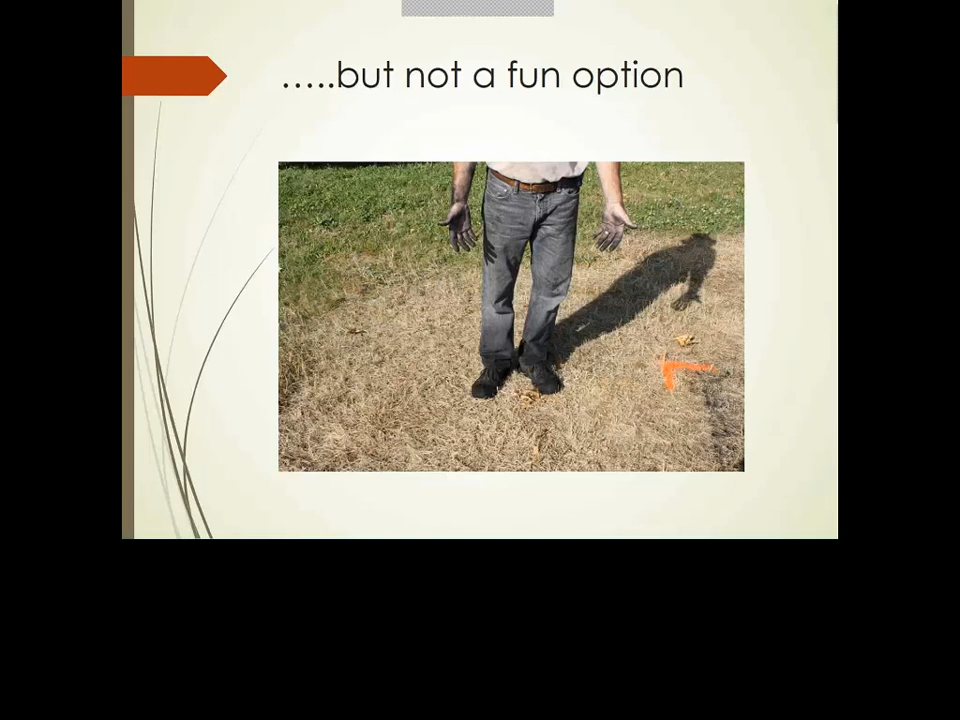 .....but not a fun option